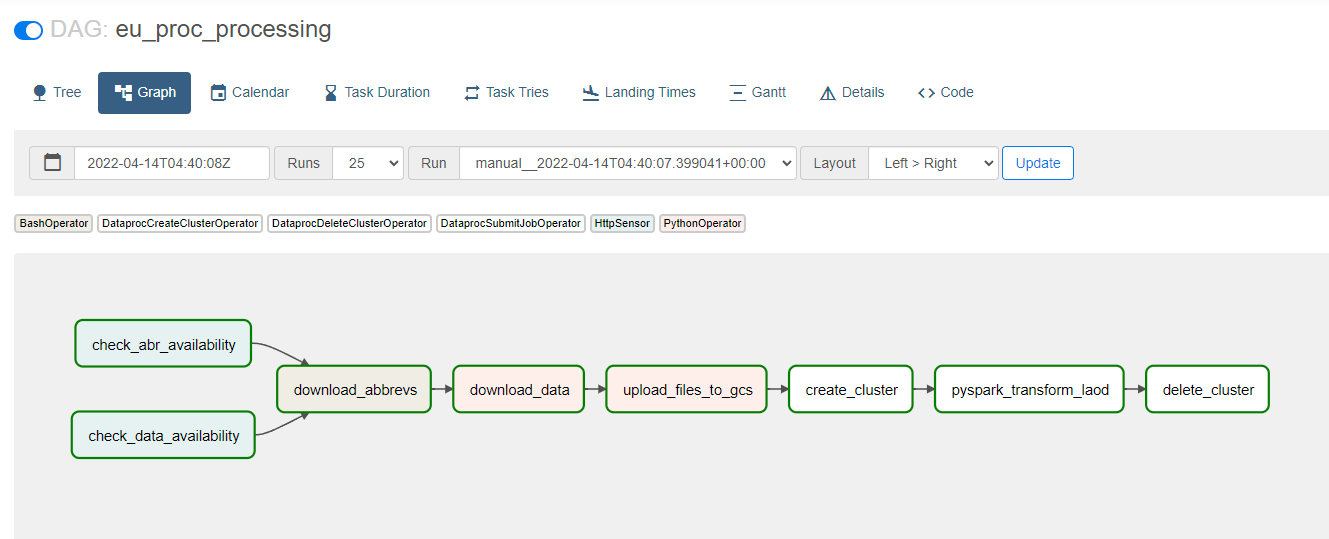 DAG: eu_proc_processing
Tree Graph Calendar Task Duration Task Tries Landing Times Gantt Details Code
2022-04-14T04:40:08Z Runs 25 Run manual__2022-04-14T04:40:07.399041+00:00 Layout Left > Right Update
BashOperator DataprocCreateClusterOperator DataprocDeleteClusterOperator DataprocSubmitJobOperator HttpSensor PythonOperator
check_abr_availability
download_abbrevs download_data upload_files_to_gcs create_cluster pyspark_transform_laod delete_cluster
check_data_availability